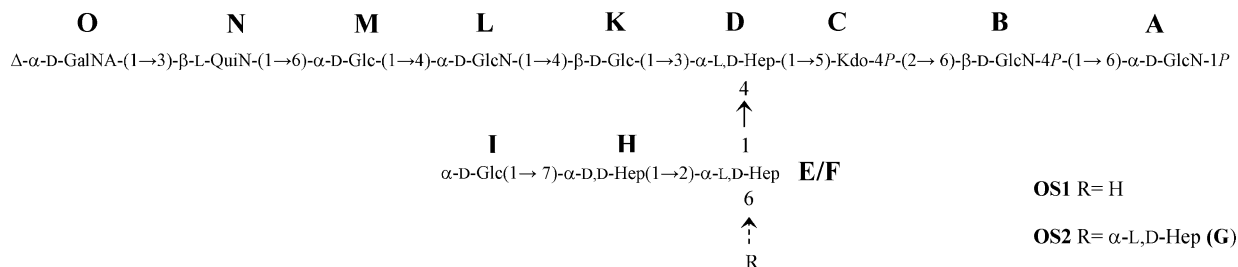 O N M L K D C B A
Δ-α-D-GalNA-(1→3)-β-L-QuiN-(1→6)-α-D-Glc-(1→4)-α-D-GlcN-(1→4)-β-D-Glc-(1→3)-α-L,D-Hep-(1→5)-Kdo-4P-(2→ 6)-β-D-GlcN-4P-(1→ 6)-α-D-GlcN-1P
4
I H 1
α-D-Glc(1→ 7)-α-D,D-Hep(1→2)-α-L,D-Hep E/F
6
OS1 R= H
OS2 R= α-L,D-Hep (G)
R